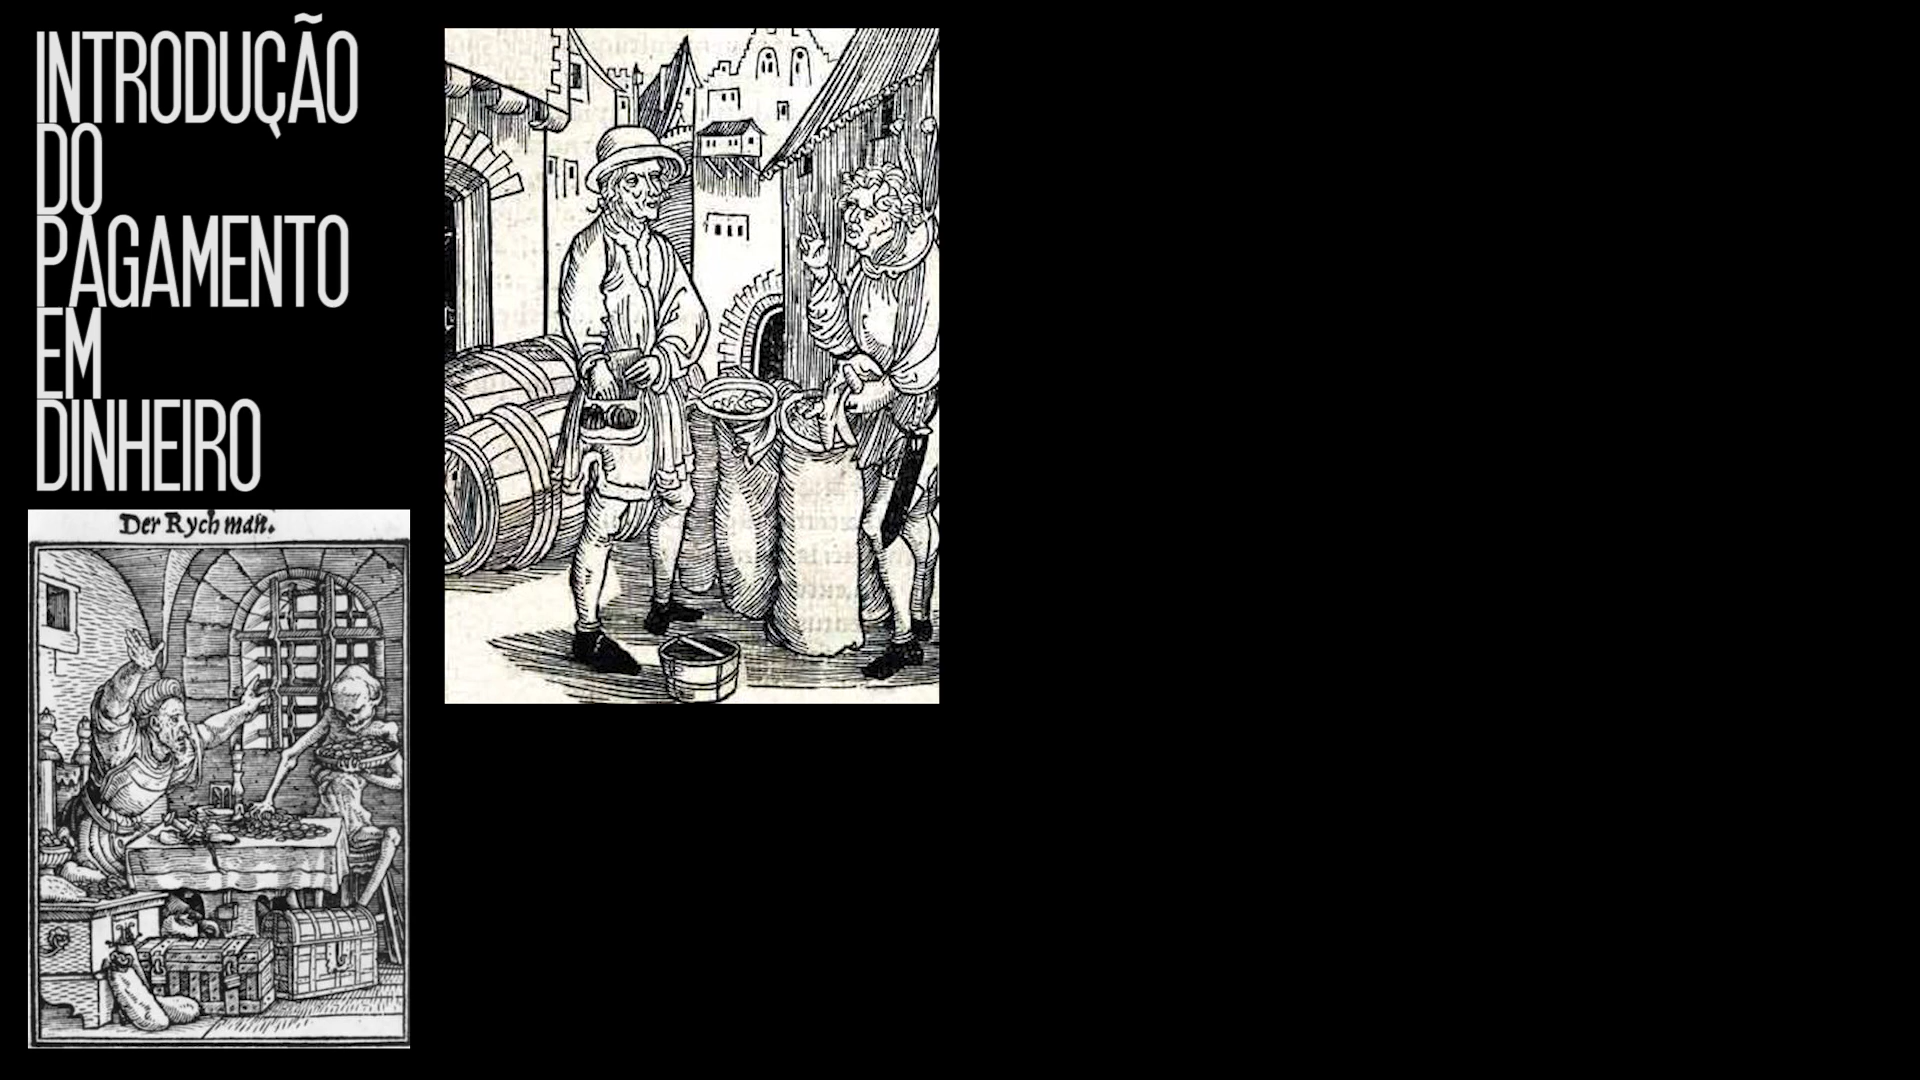 INTRODUÇÃO
DO
PAGAMENTO
EM
DINHEIRO
Der Rych man.